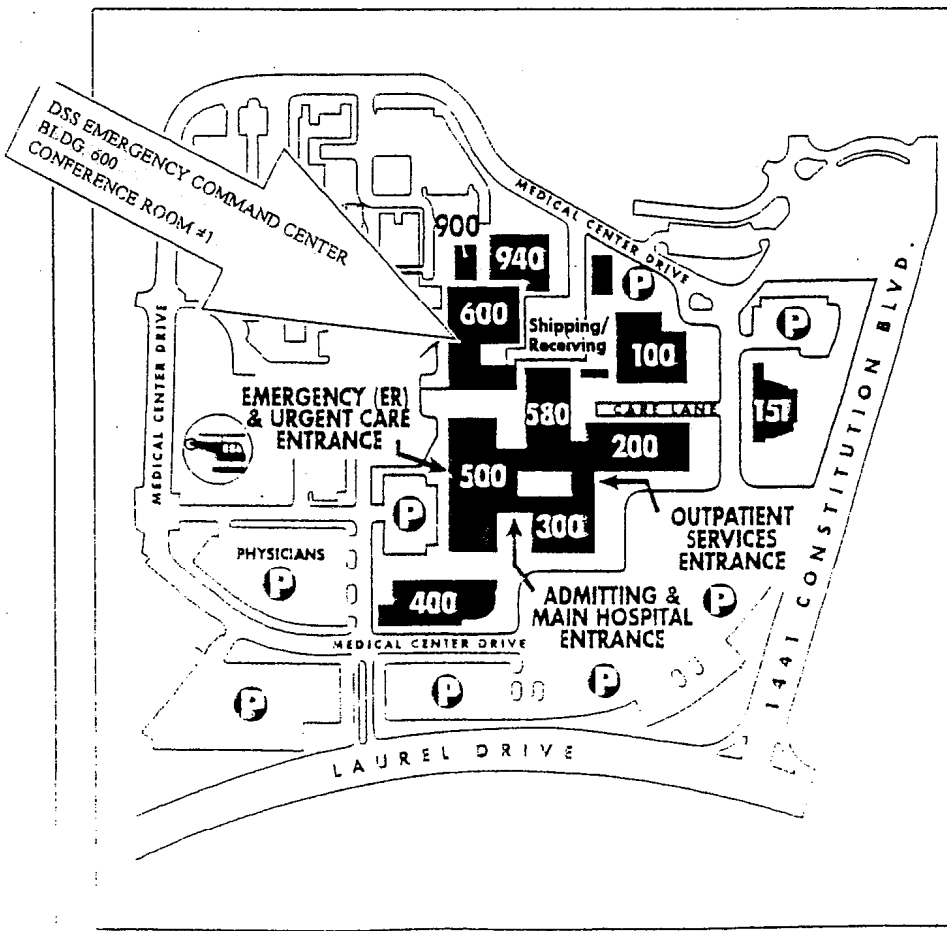 DSS EMERGENCY COMMAND CENTER
BLDG. 600
CONFERENCE ROOM #1
MEDICAL CENTER DRIVE
900
940
600
Shipping/
Receiving
P
100
P
MEDICAL CENTER DRIVE
EMERGENCY (ER)
& URGENT CARE
ENTRANCE
580
CARE LANE
151
200
500
P
300
OUTPATIENT
SERVICES
ENTRANCE
PHYSICIANS
P
400
ADMITTING &
MAIN HOSPITAL
ENTRANCE
P
MEDICAL CENTER DRIVE
P
P
P
LAUREL DRIVE
1441 CONSTITUTION BLVD.